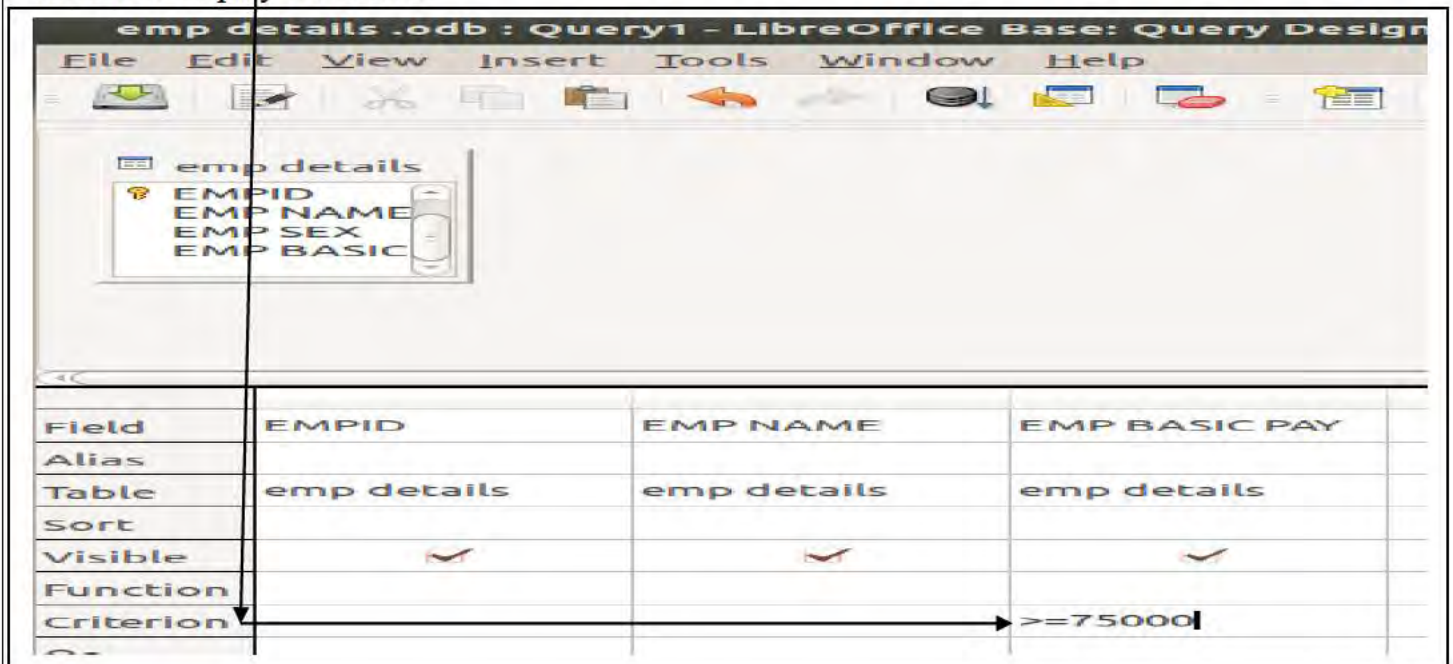 emp details .odb : Query1 - LibreOffice Base: Query Design
File Edit View Insert Tools Window Help
emp details
EMPID
EMP NAME
EMP SEX
EMP BASIC
Field EMPID EMP NAME EMP BASIC PAY
Alias
Table emp details emp details emp details
Sort
Visible
Function
Criterion >=75000